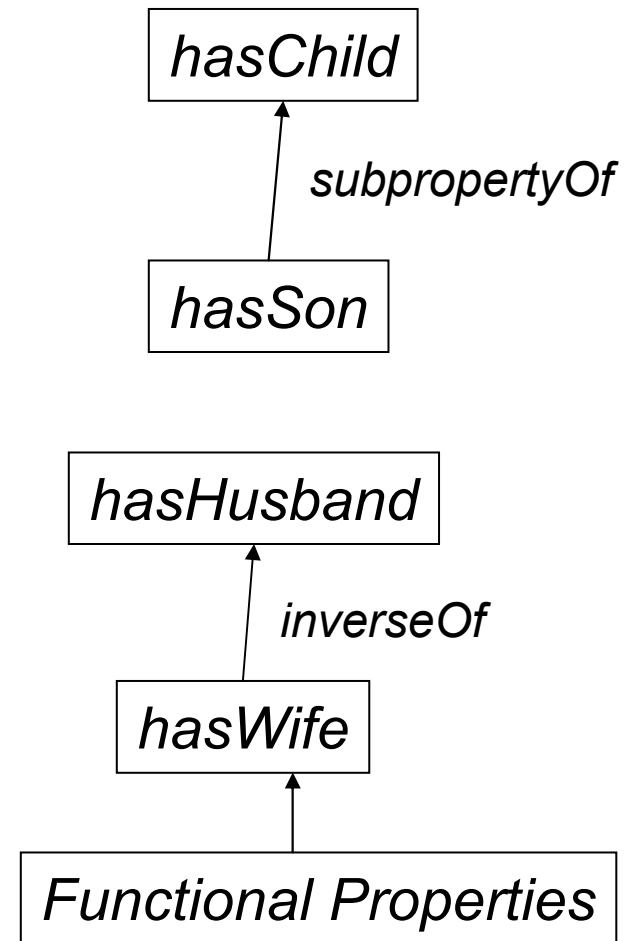 hasChild
subpropertyOf
hasSon
hasHusband
inverseOf
hasWife
Functional Properties